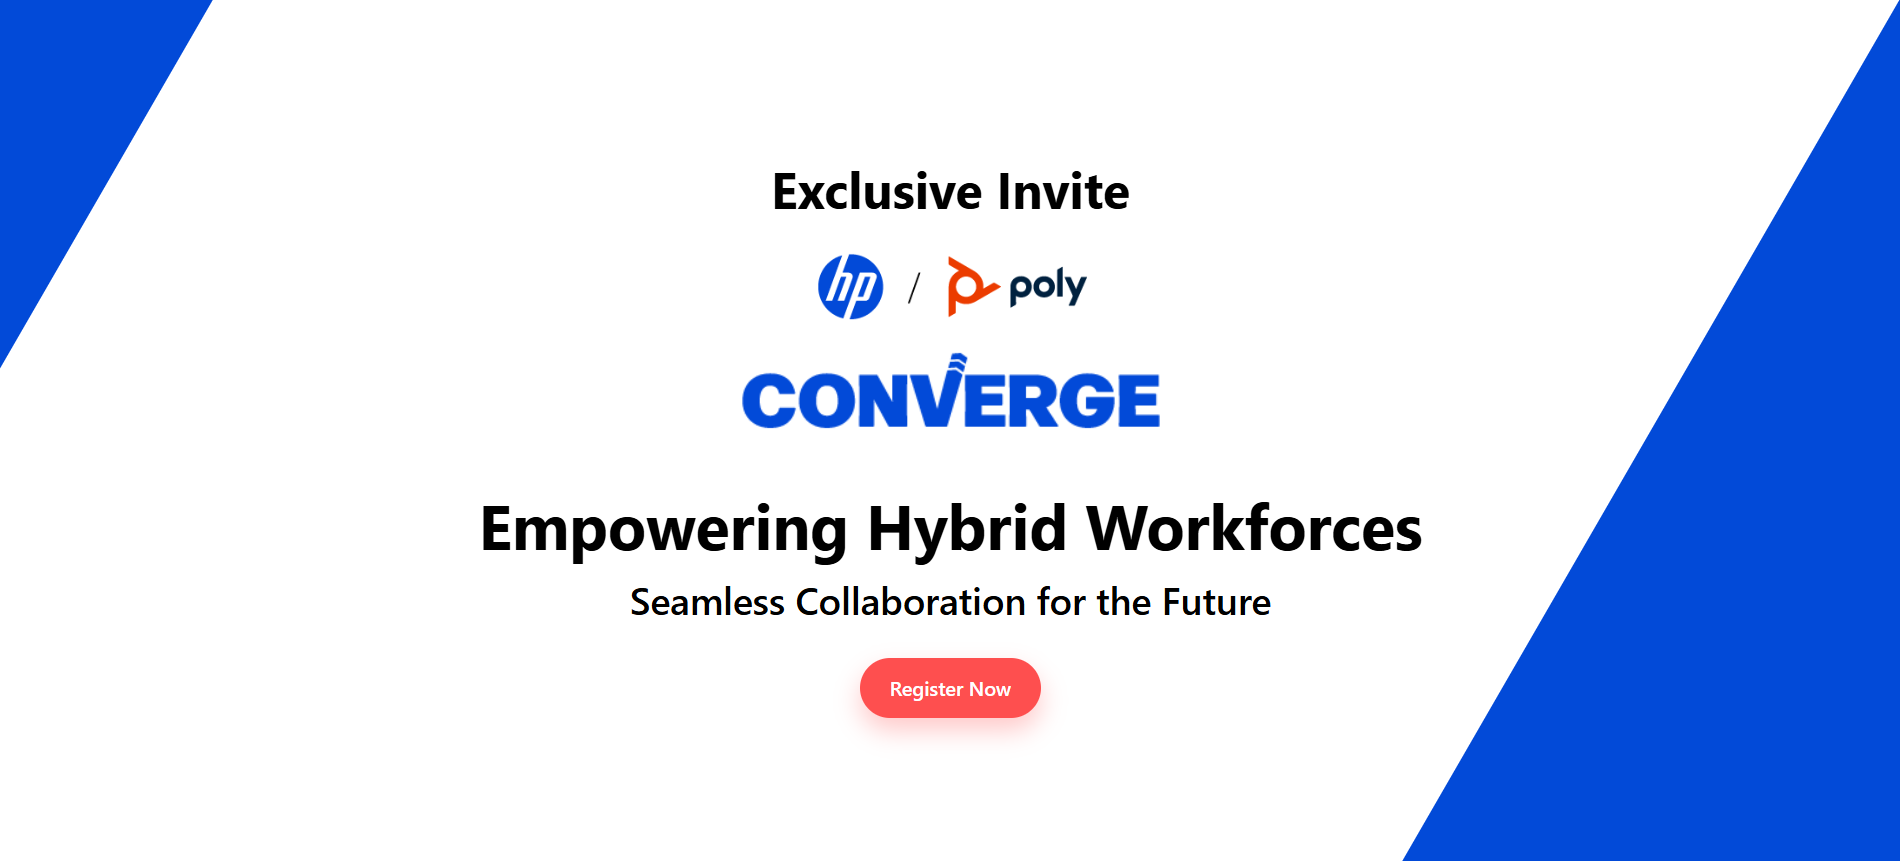 Exclusive Invite
hp / poly
CONVERGE
Empowering Hybrid Workforces
Seamless Collaboration for the Future
Register Now